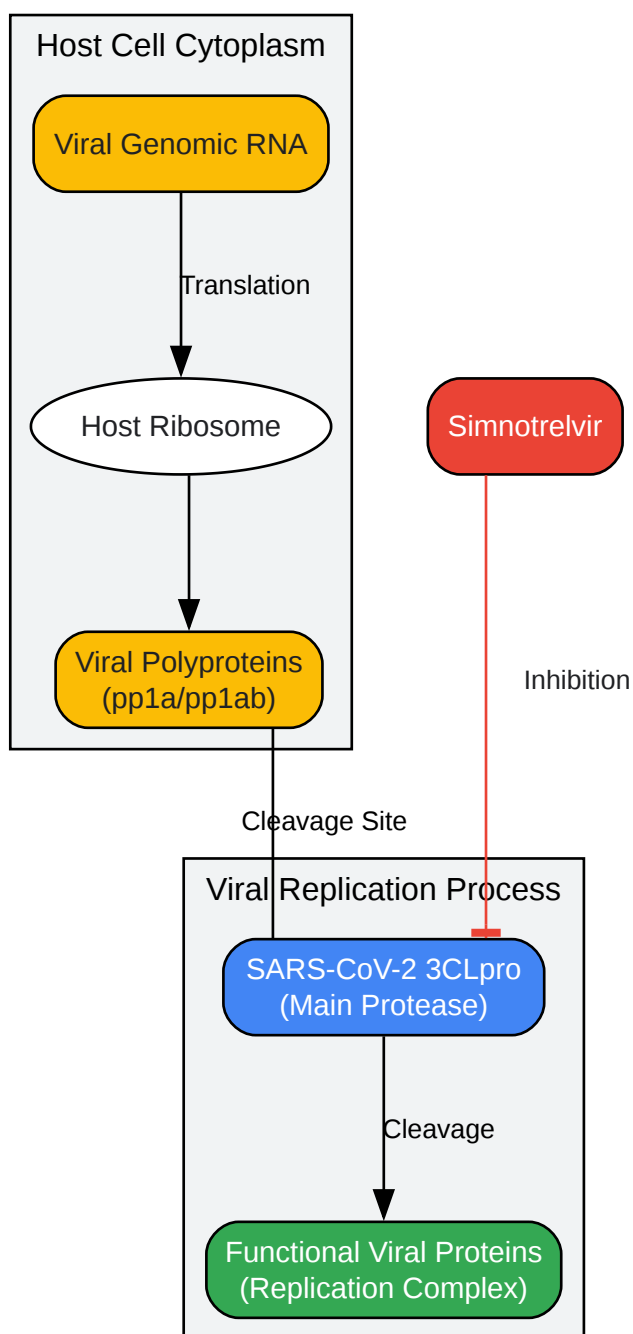 Host Cell Cytoplasm
Viral Genomic RNA
Translation
Host Ribosome
Simnotrelvir
Viral Polyproteins
(pp1a/pp1ab)
Inhibition
Cleavage Site
Viral Replication Process
SARS-CoV-2 3CLpro
(Main Protease)
Cleavage
Functional Viral Proteins
(Replication Complex)